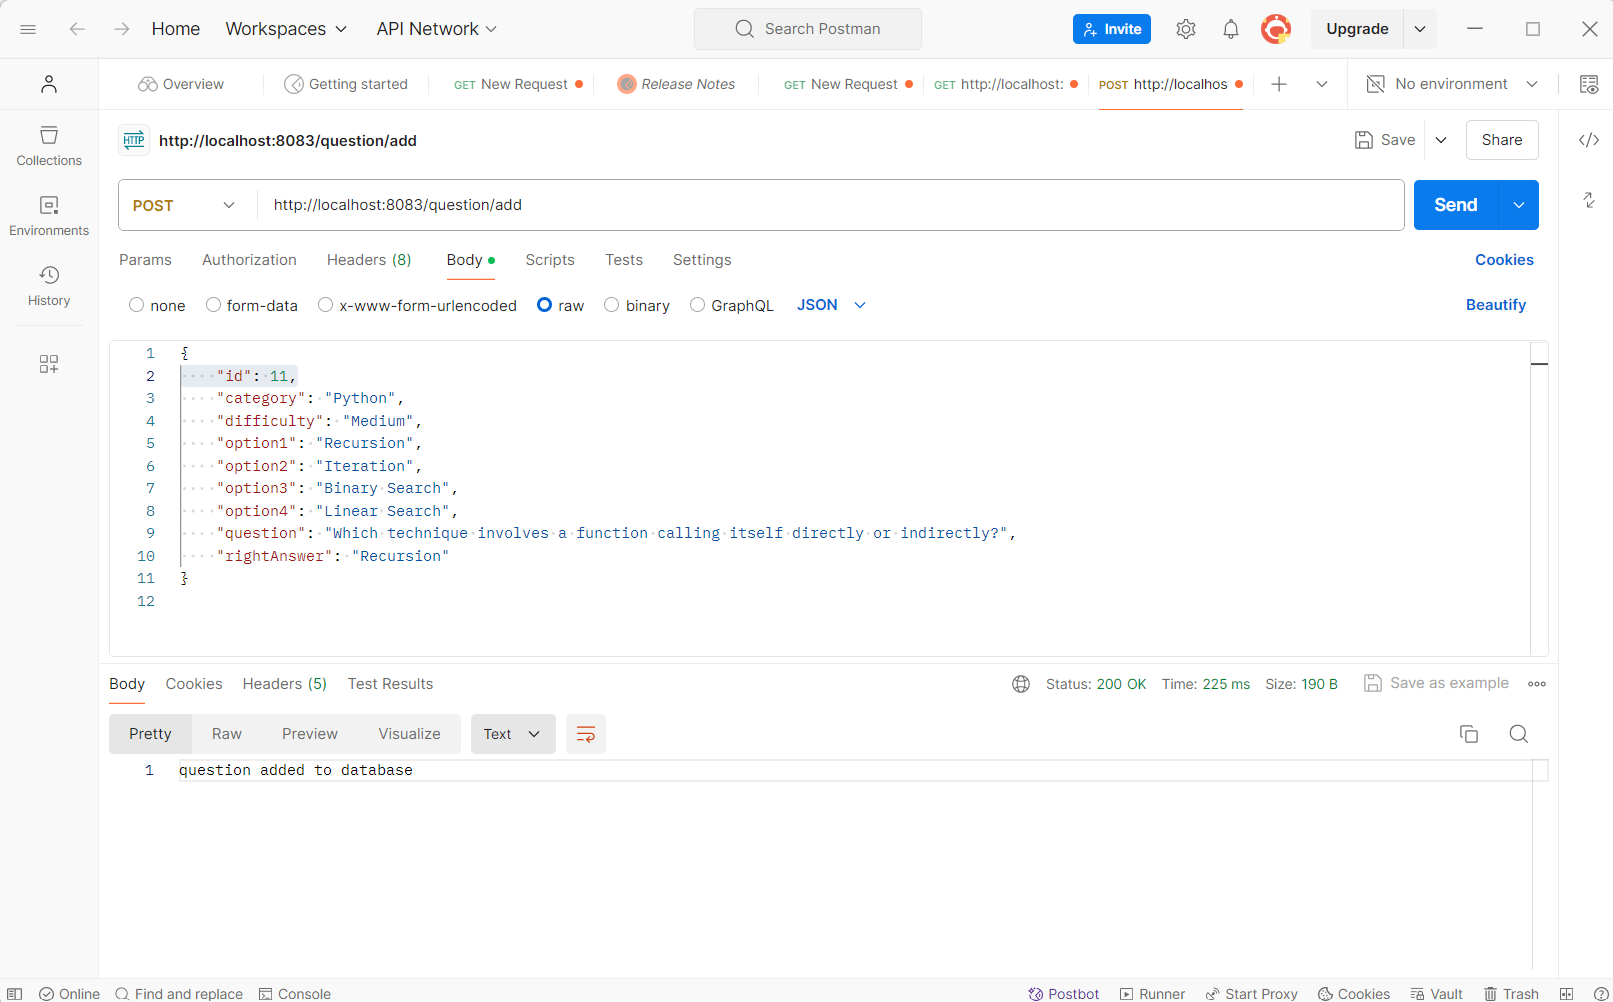 Home Workspaces API Network Search Postman Invite Upgrade
Overview Getting started GET New Request Release Notes GET New Request GET http://localhost: POST http://localhos No environment
HTTP http://localhost:8083/question/add Save Share
Collections
POST http://localhost:8083/question/add Send
Environments
Params Authorization Headers (8) Body Scripts Tests Settings Cookies
History
none form-data x-www-form-urlencoded raw binary GraphQL JSON Beautify
1 {
2 "id": 11,
3 "category": "Python",
4 "difficulty": "Medium",
5 "option1": "Recursion",
6 "option2": "Iteration",
7 "option3": "Binary Search",
8 "option4": "Linear Search",
9 "question": "Which technique involves a function calling itself directly or indirectly?",
10 "rightAnswer": "Recursion"
11 }
12
Body Cookies Headers (5) Test Results Status: 200 OK Time: 225 ms Size: 190 B Save as example
Pretty Raw Preview Visualize Text
1 question added to database
Online Find and replace Console Postbot Runner Start Proxy Cookies Vault Trash